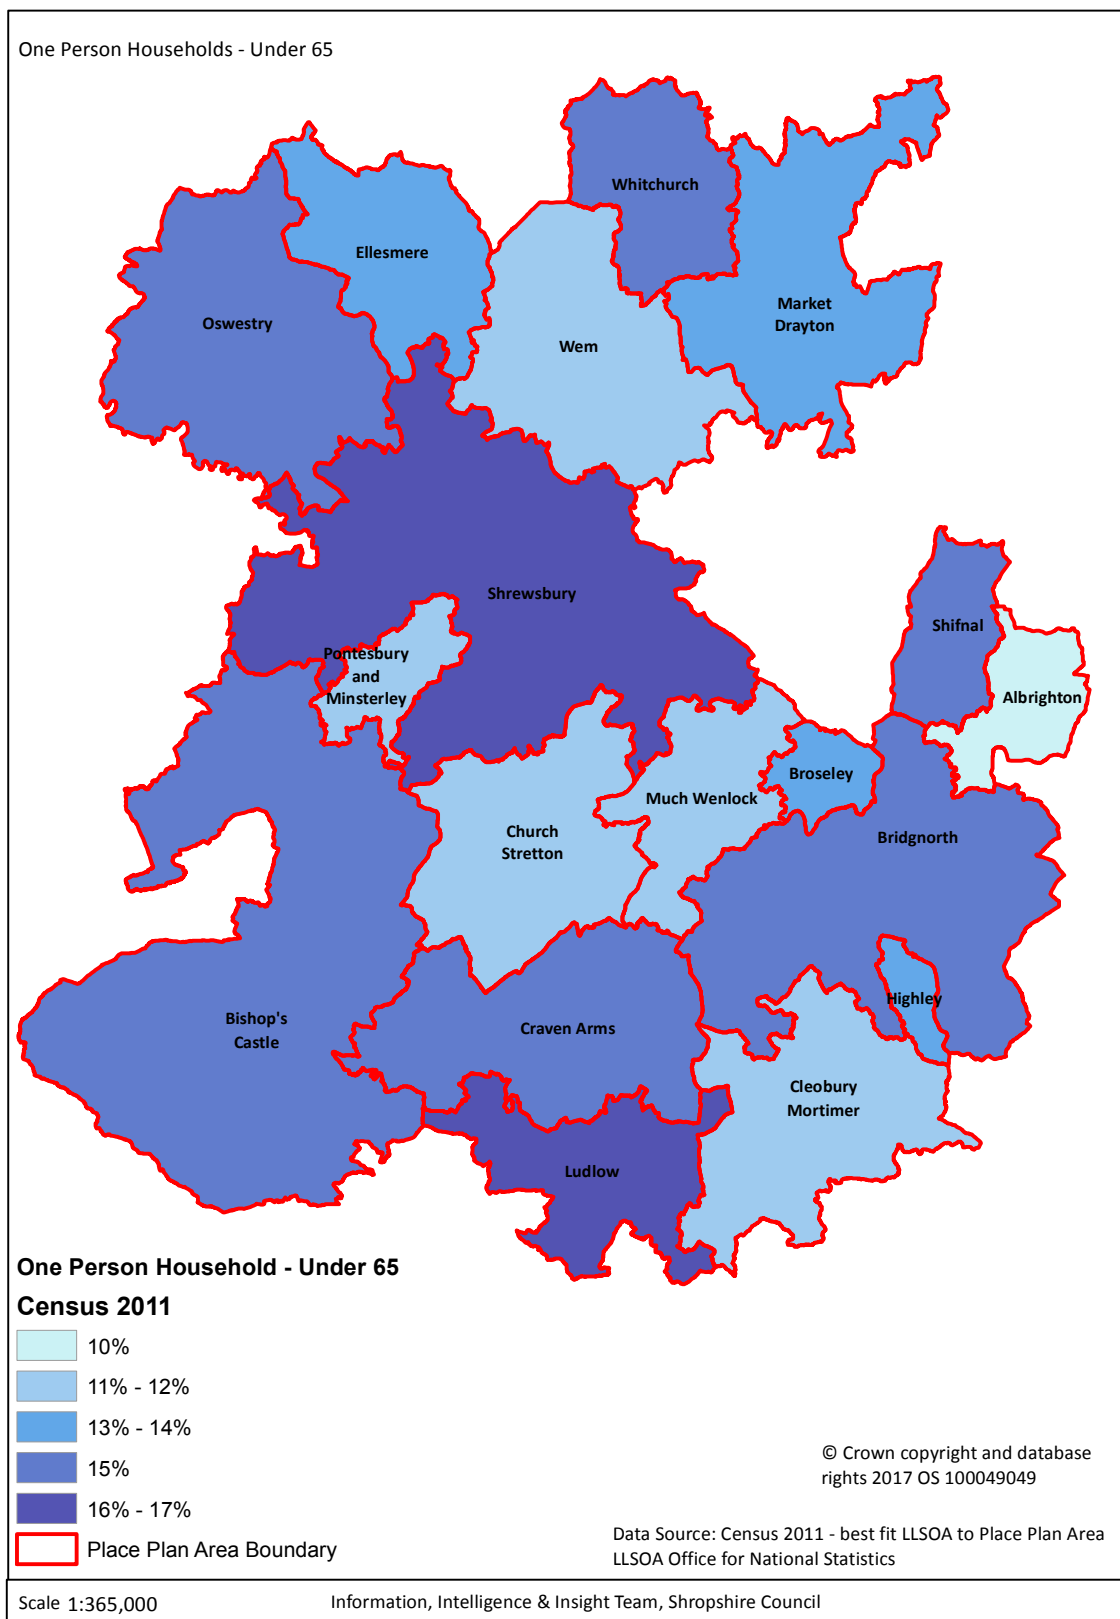 One Person Households - Under 65
Whitchurch
Ellesmere
Market
Drayton
Oswestry
Wem
Shrewsbury
Shifnal
Pontesbury
and
Minsterley
Albrighton
Broseley
Much Wenlock
Church
Stretton
Bridgnorth
Highley
Bishop's
Castle
Craven Arms
Cleobury
Mortimer
Ludlow
One Person Household - Under 65
Census 2011
10%
11% - 12%
13% - 14%
15%
16% - 17%
Place Plan Area Boundary
© Crown copyright and database
rights 2017 OS 100049049
Data Source: Census 2011 - best fit LLSOA to Place Plan Area
LLSOA Office for National Statistics
Scale 1:365,000
Information, Intelligence & Insight Team, Shropshire Council